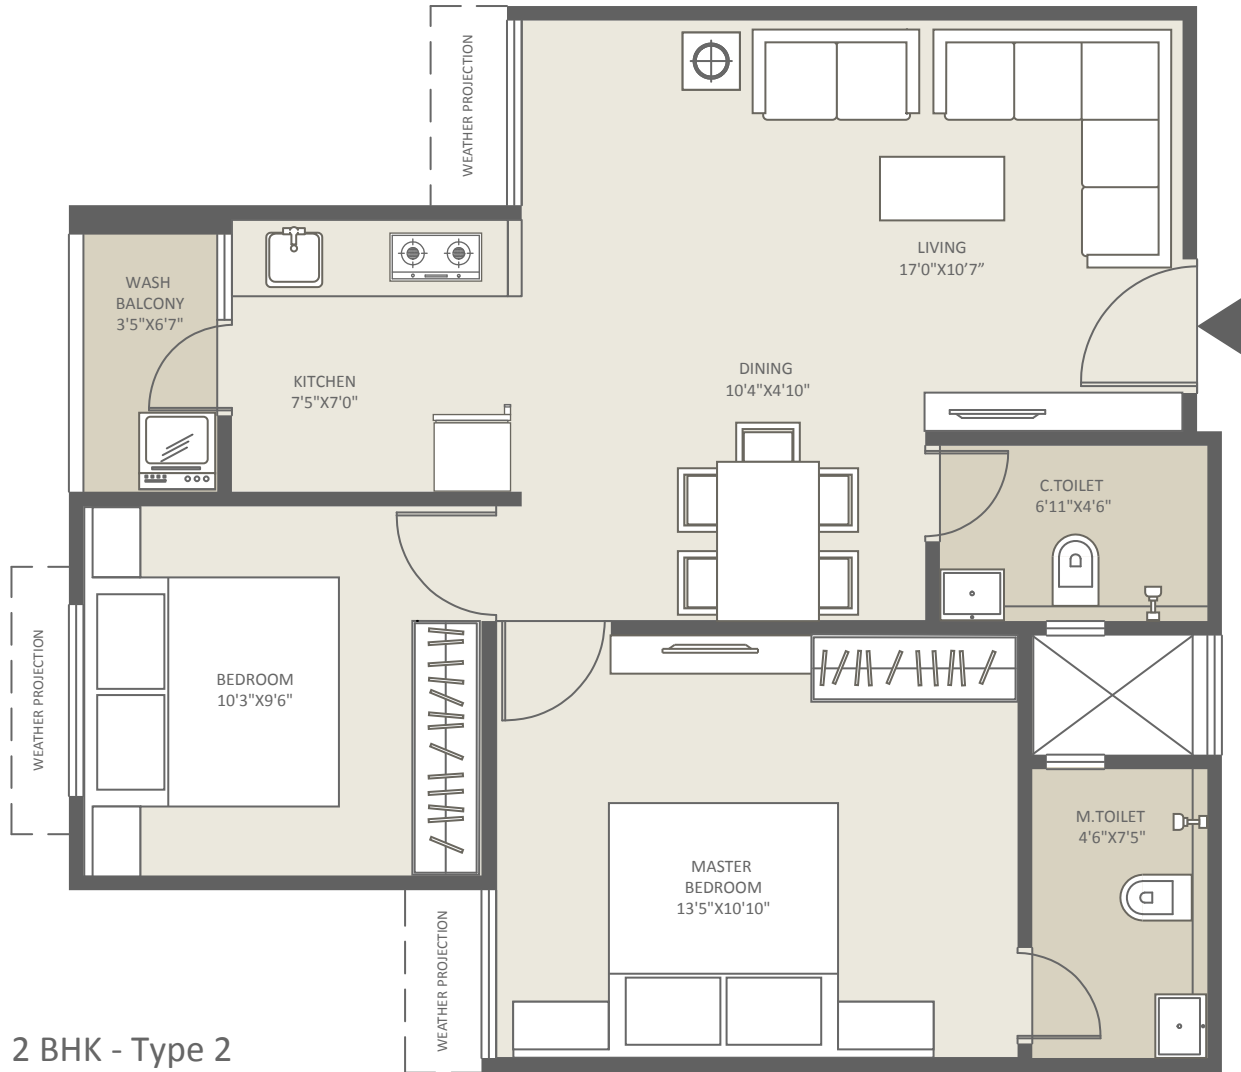 WEATHER PROJECTION
LIVING
17'0"X10’7”
WASH
BALCONY
3'5"X6'7"
KITCHEN
7'5"X7'0"
DINING
10'4"X4'10"
C.TOILET
6'11"X4'6"
WEATHER PROJECTION
BEDROOM
10'3"X9'6"
M.TOILET
4'6"X7'5"
MASTER
BEDROOM
13'5"X10'10"
WEATHER PROJECTION
2 BHK - Type 2